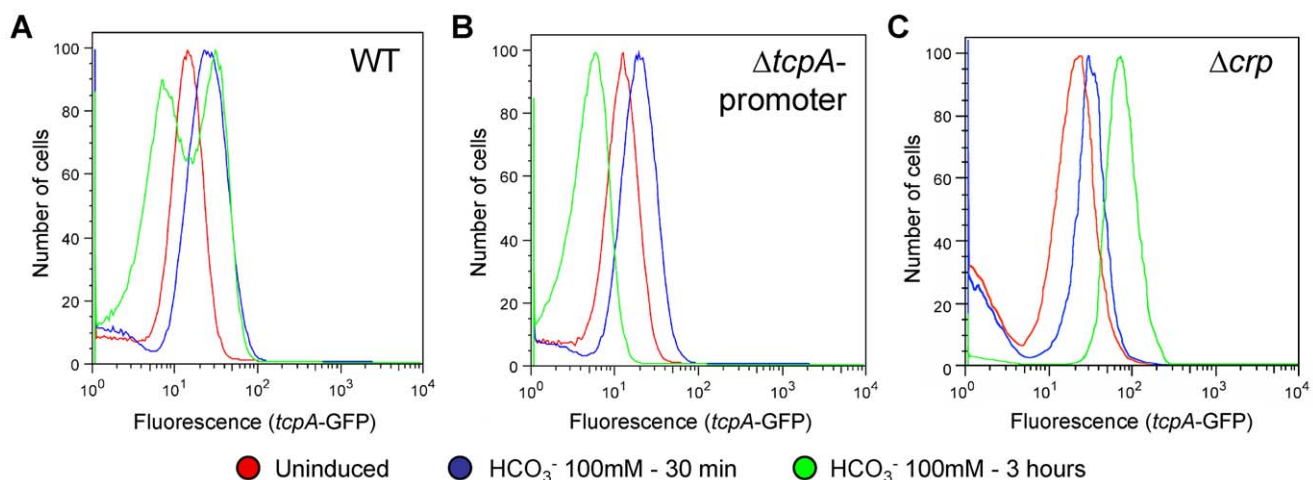 A
WT
Number of cells
100
80
60
40
20
0
10⁰ 10¹ 10² 10³ 10⁴
Fluorescence (tcpA-GFP)
B
ΔtcpA-
promoter
Number of cells
100
80
60
40
20
0
10⁰ 10¹ 10² 10³ 10⁴
Fluorescence (tcpA-GFP)
C
Δcrp
Number of cells
100
80
60
40
20
0
10⁰ 10¹ 10² 10³ 10⁴
Fluorescence (tcpA-GFP)
Uninduced
HCO₃⁻ 100mM - 30 min
HCO₃⁻ 100mM - 3 hours